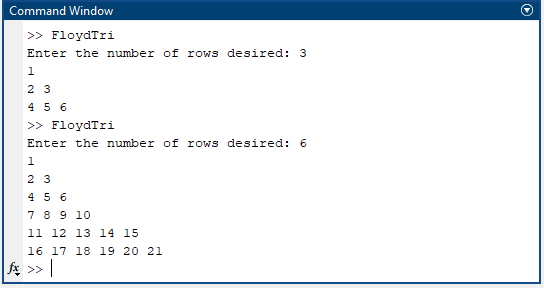 Command Window
>> FloydTri
Enter the number of rows desired: 3
1
2 3
4 5 6
>> FloydTri
Enter the number of rows desired: 6
1
2 3
4 5 6
7 8 9 10
11 12 13 14 15
16 17 18 19 20 21
fx >>